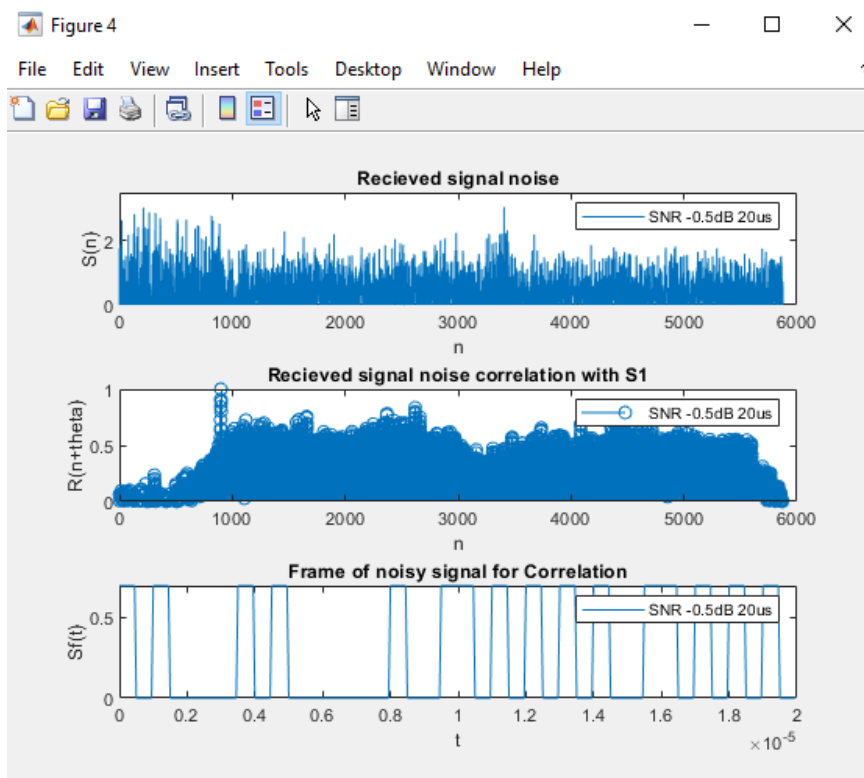 Figure 4
File Edit View Insert Tools Desktop Window Help
Recieved signal noise
SNR -0.5dB 20us
S(n)
2
0
0 1000 2000 3000 4000 5000 6000
n
Recieved signal noise correlation with S1
SNR -0.5dB 20us
R(n+theta)
1
0.5
0
0 1000 2000 3000 4000 5000 6000
n
Frame of noisy signal for Correlation
SNR -0.5dB 20us
Sf(t)
0.5
0
0 0.2 0.4 0.6 0.8 1 1.2 1.4 1.6 1.8 2
t
×10-5